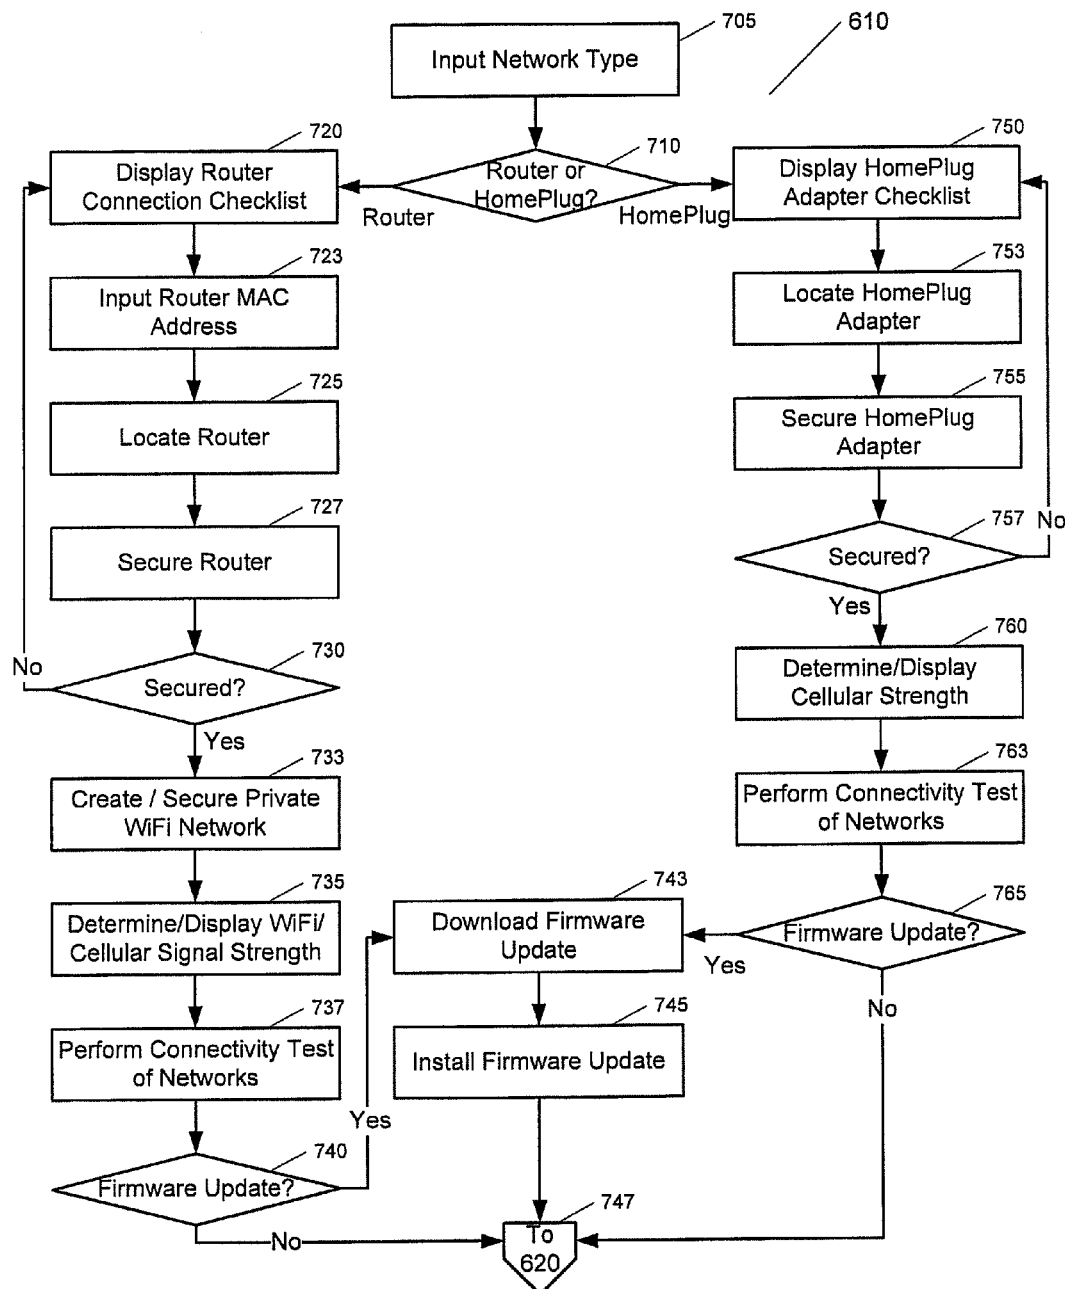 705
610
Input Network Type
720
710
750
Display Router
Connection Checklist
Router or
HomePlug?
Display HomePlug
Adapter Checklist
Router
HomePlug
723
Input Router MAC
Address
753
Locate HomePlug
Adapter
725
Locate Router
755
Secure HomePlug
Adapter
727
Secure Router
757
No
Secured?
Yes
730
No
Secured?
Yes
760
Determine/Display
Cellular Strength
733
Create / Secure Private
WiFi Network
763
Perform Connectivity Test
of Networks
735
Determine/Display WiFi/
Cellular Signal Strength
743
Download Firmware
Update
765
Firmware Update?
Yes
No
737
Perform Connectivity Test
of Networks
745
Install Firmware Update
Yes
740
Firmware Update?
No
747
To
620